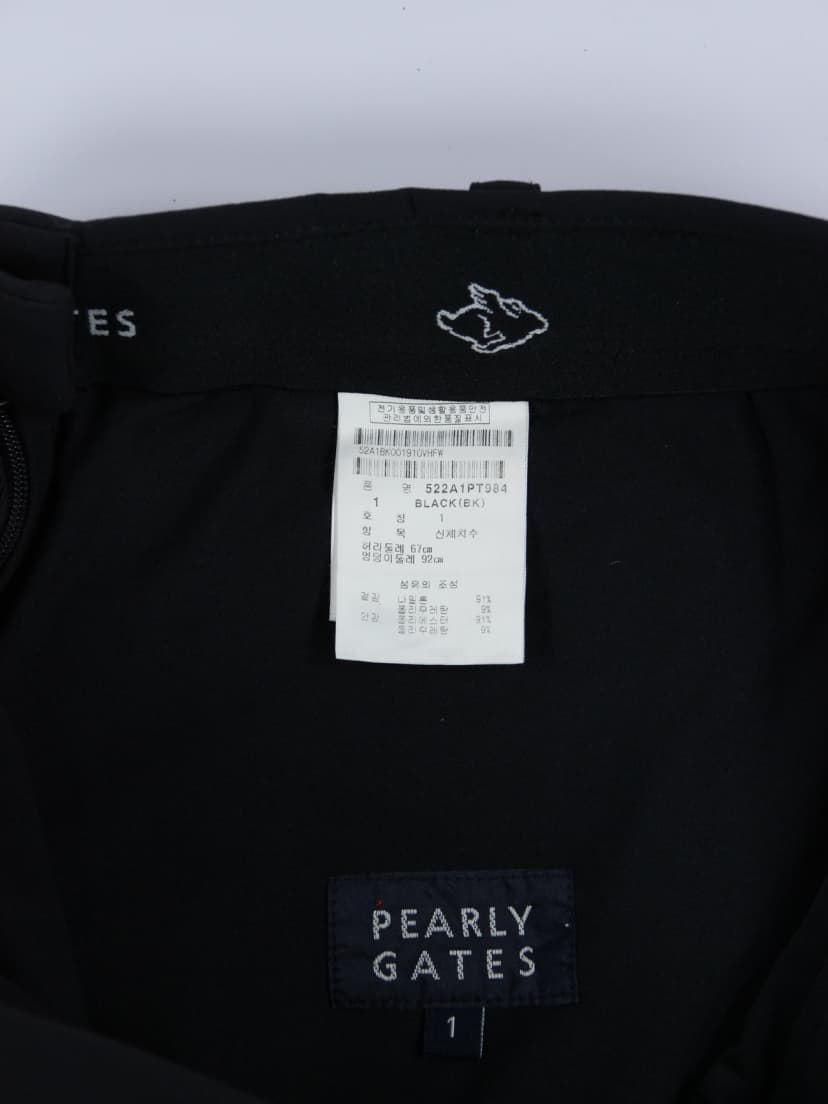 TES
전기용품및생활용품안전
관리법에의한품질표시
52A1BK001910VHFW
품 명 522A1PT984
1 BLACK(BK)
호 칭 1
항 목 신체치수
허리둘레 67cm
엉덩이둘레 92cm
섬유의 조성
겉감 나일론 91%
폴리우레탄 9%
안감 폴리에스터 91%
폴리우레탄 9%
PEARLY
GATES
1